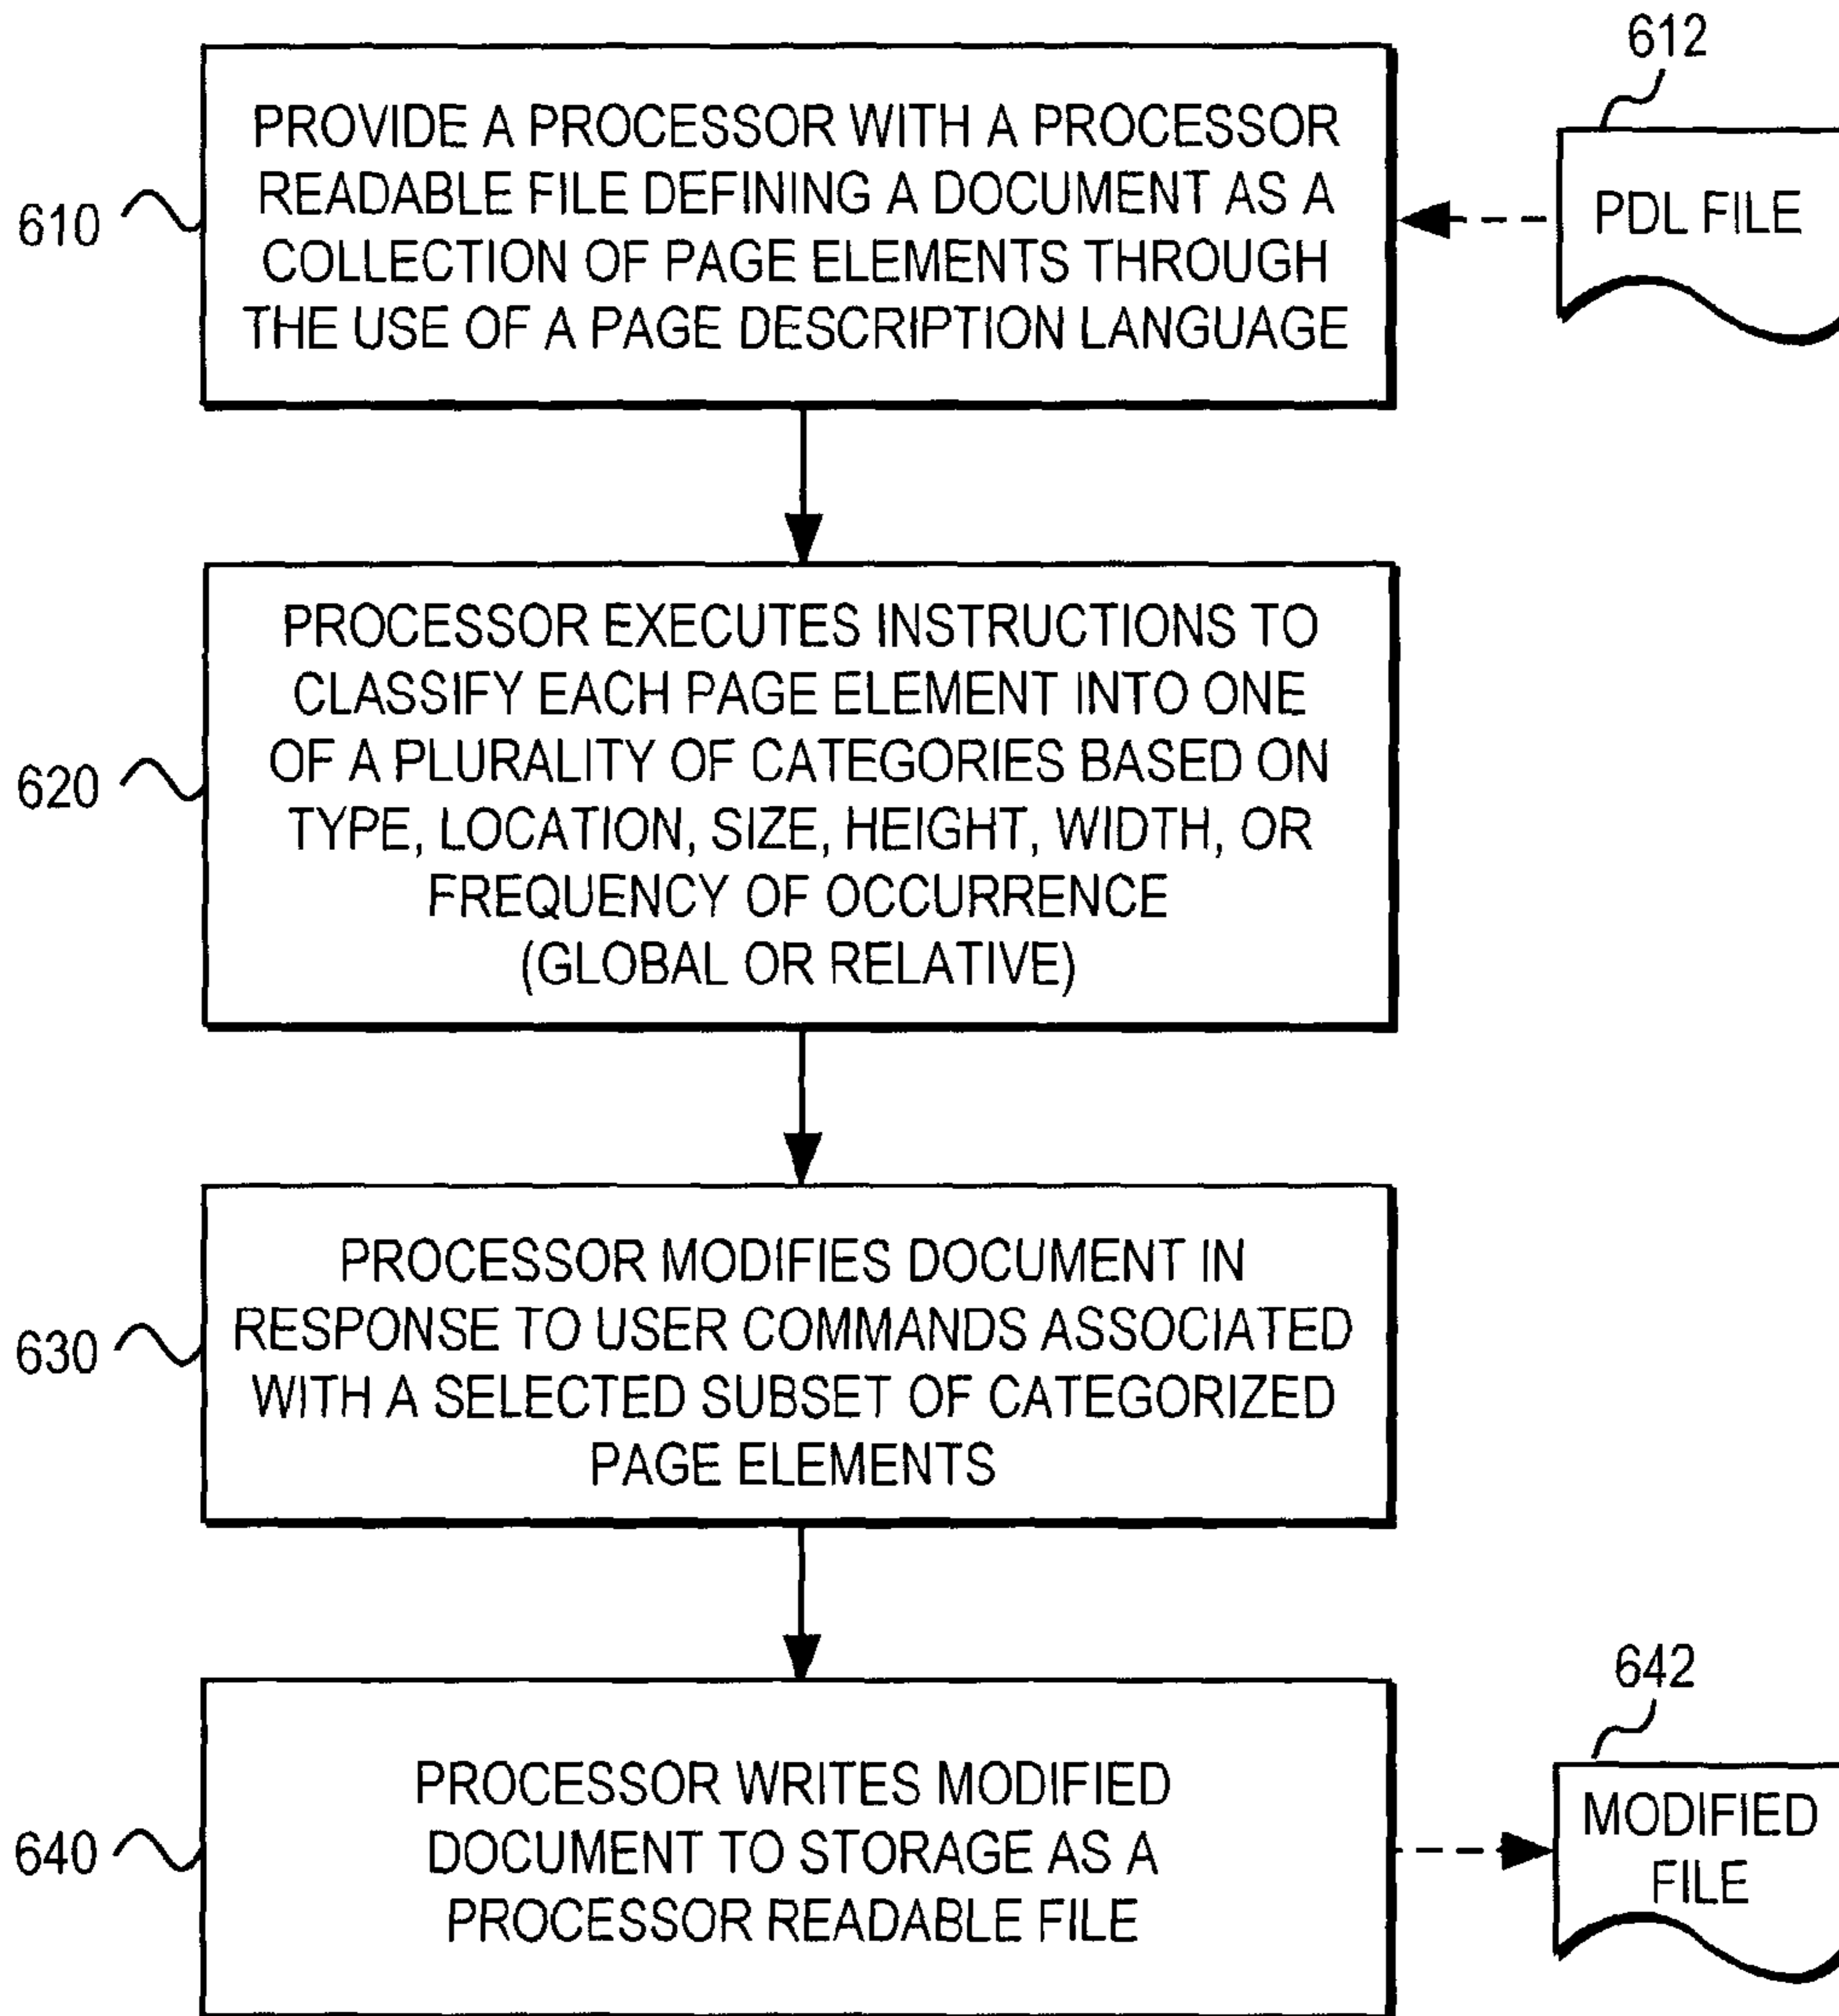 612
PROVIDE A PROCESSOR WITH A PROCESSOR
READABLE FILE DEFINING A DOCUMENT AS A
COLLECTION OF PAGE ELEMENTS THROUGH
THE USE OF A PAGE DESCRIPTION LANGUAGE
610
PDL FILE
PROCESSOR EXECUTES INSTRUCTIONS TO
CLASSIFY EACH PAGE ELEMENT INTO ONE
OF A PLURALITY OF CATEGORIES BASED ON
TYPE, LOCATION, SIZE, HEIGHT, WIDTH, OR
FREQUENCY OF OCCURRENCE
(GLOBAL OR RELATIVE)
620
PROCESSOR MODIFIES DOCUMENT IN
RESPONSE TO USER COMMANDS ASSOCIATED
WITH A SELECTED SUBSET OF CATEGORIZED
PAGE ELEMENTS
630
642
PROCESSOR WRITES MODIFIED
DOCUMENT TO STORAGE AS A
PROCESSOR READABLE FILE
640
MODIFIED
FILE